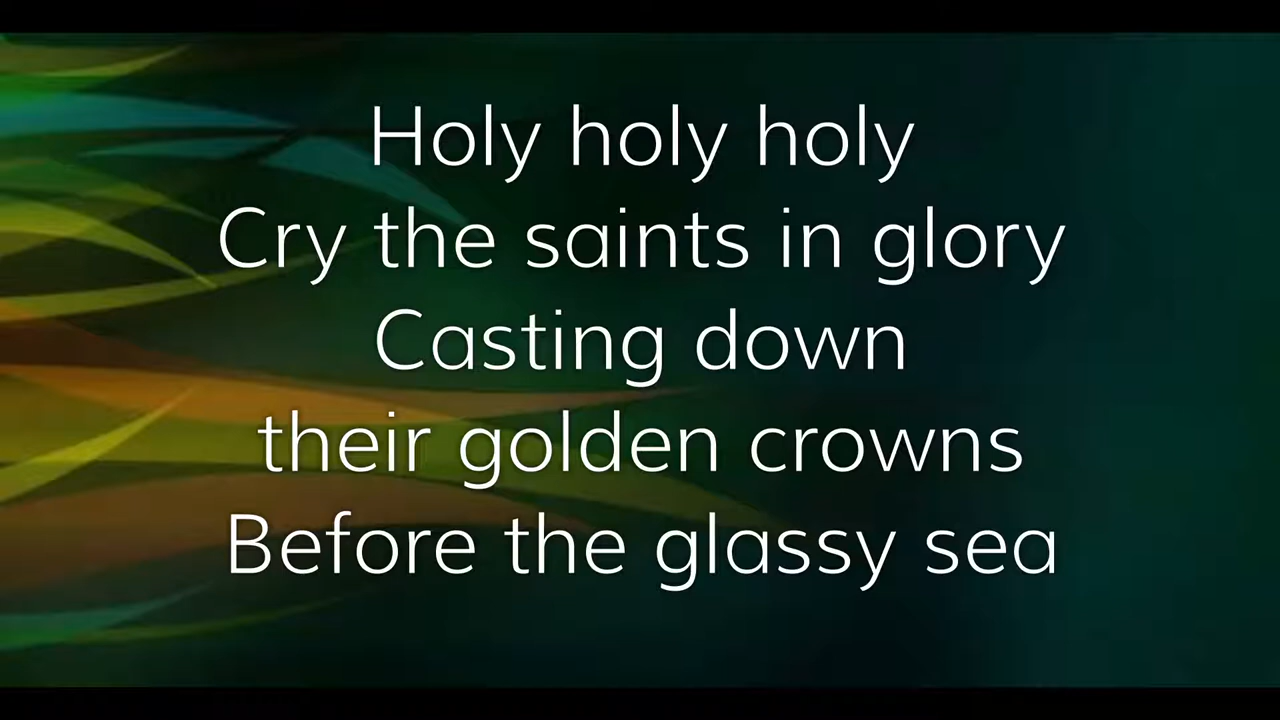 Holy holy holy
Cry the saints in glory
Casting down
their golden crowns
Before the glassy sea